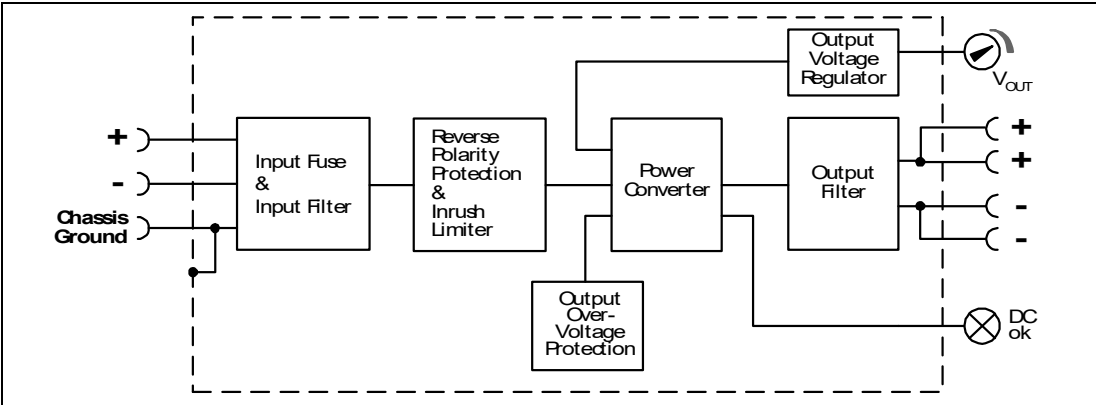 +
-
Chassis
Ground
Input Fuse
&
Input Filter
Reverse
Polarity
Protection
&
Inrush
Limiter
Power
Converter
Output
Over-
Voltage
Protection
Output
Voltage
Regulator
Output
Filter
VOUT
+
+
-
-
DC
ok